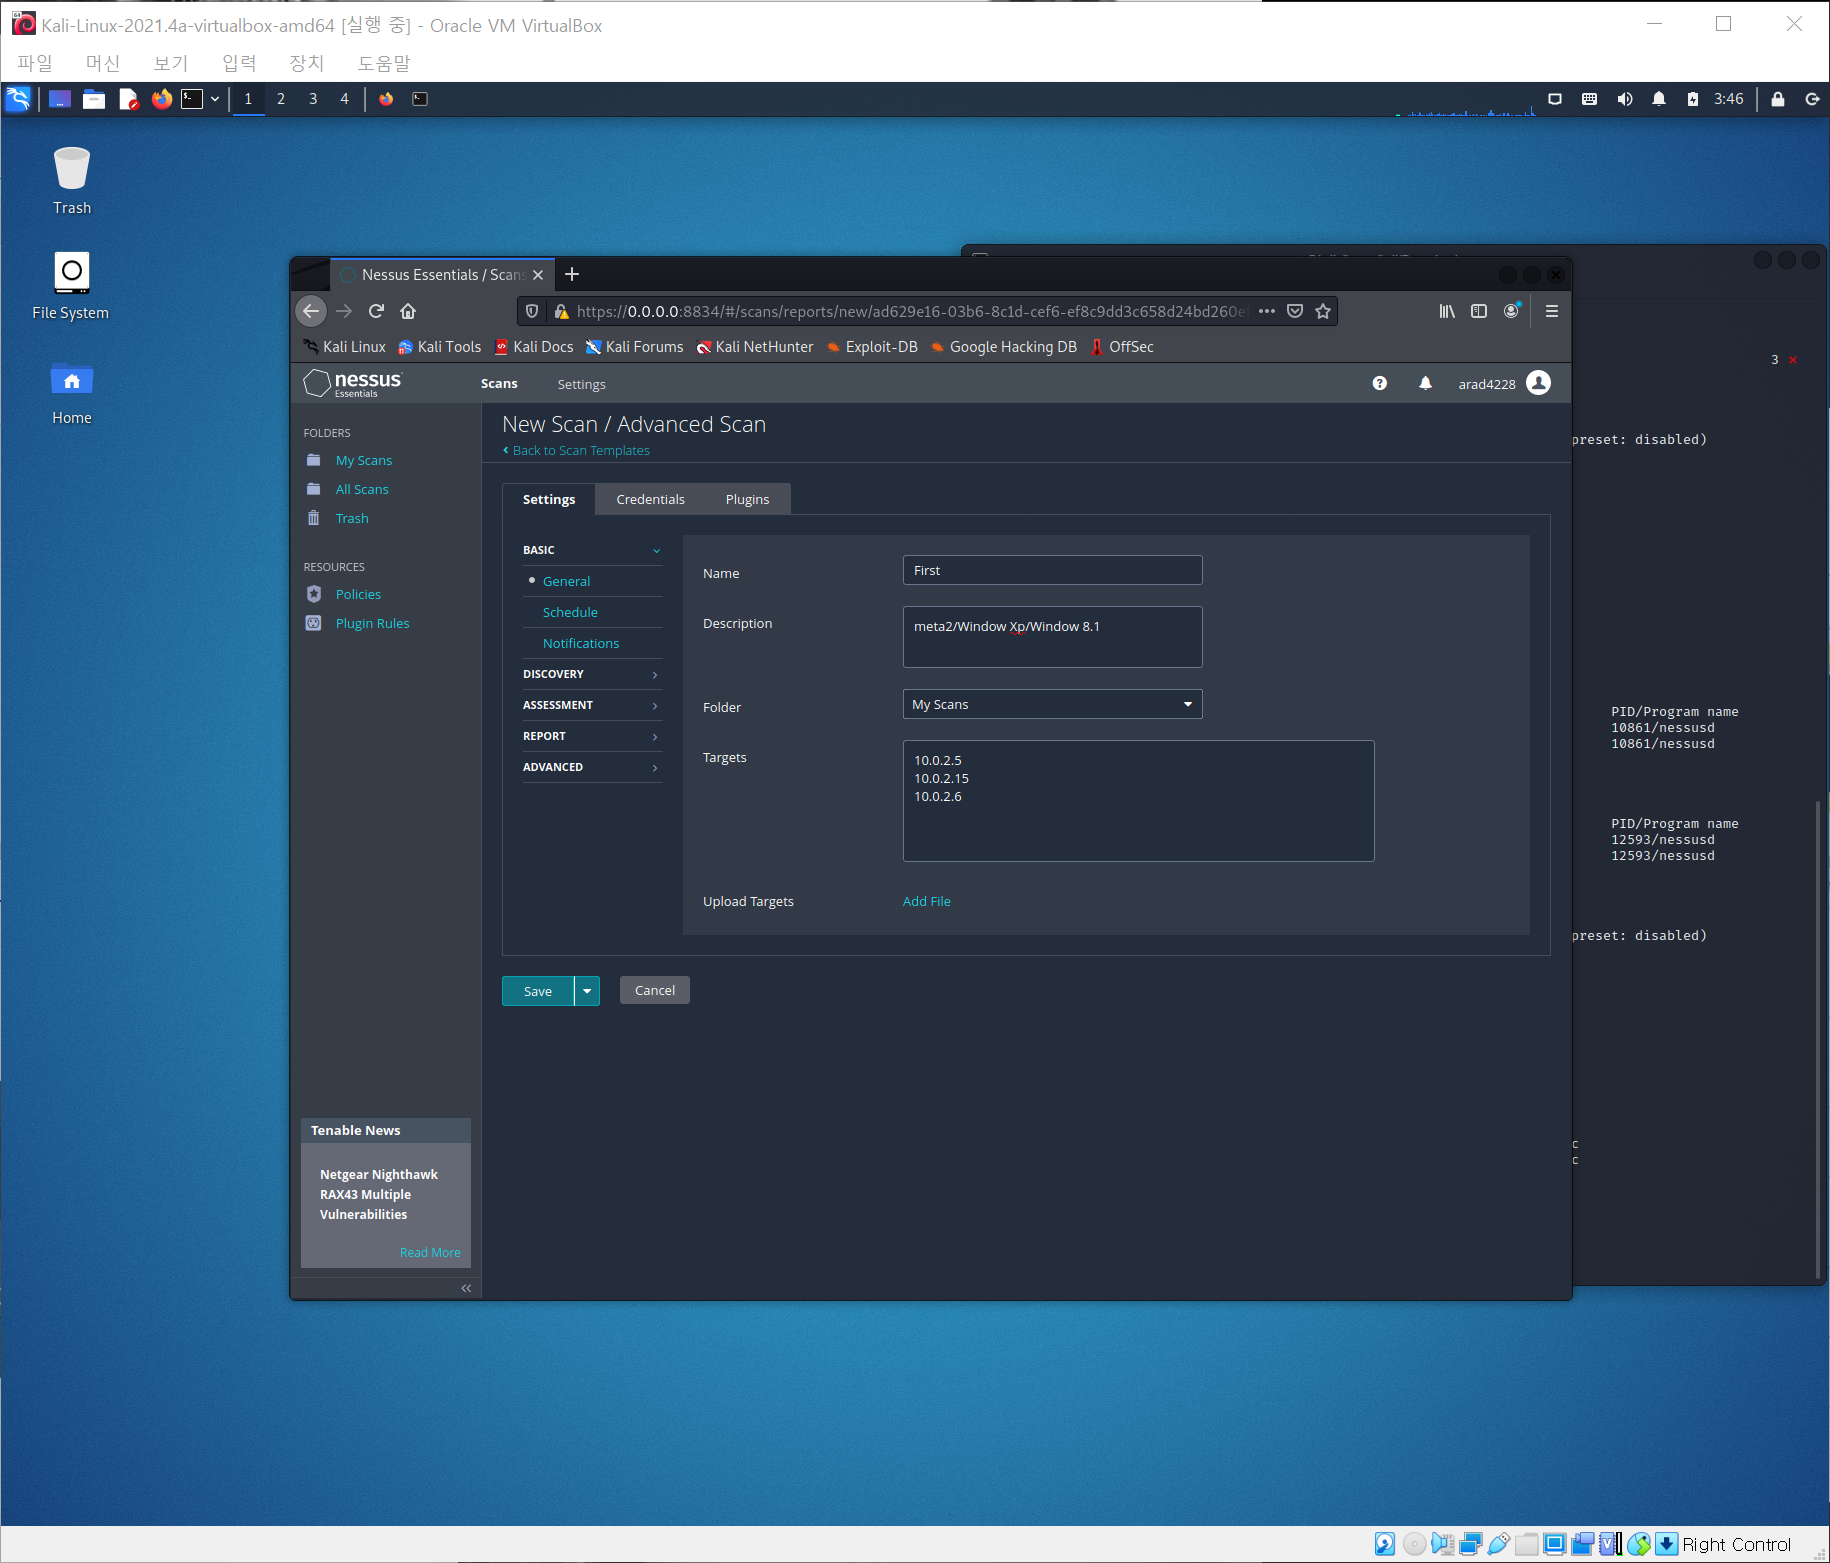 Kali-Linux-2021.4a-virtualbox-amd64 [실행 중] - Oracle VM VirtualBox
파일 머신 보기 입력 장치 도움말
1 2 3 4 3:46
Trash
File System
Home
Nessus Essentials / Scans
https://0.0.0.0:8834/#/scans/reports/new/ad629e16-03b6-8c1d-cef6-ef8c9dd3c658d24bd260e
Kali Linux Kali Tools Kali Docs Kali Forums Kali NetHunter Exploit-DB Google Hacking DB OffSec
nessus Essentials Scans Settings arad4228
FOLDERS
My Scans
All Scans
Trash
RESOURCES
Policies
Plugin Rules
Tenable News
Netgear Nighthawk
RAX43 Multiple
Vulnerabilities
Read More
New Scan / Advanced Scan
Back to Scan Templates
Settings Credentials Plugins
BASIC
General
Schedule
Notifications
DISCOVERY
ASSESSMENT
REPORT
ADVANCED
Name First
Description meta2/Window Xp/Window 8.1
Folder My Scans
Targets 10.0.2.5
10.0.2.15
10.0.2.6
Upload Targets Add File
Save Cancel
3 ×
preset: disabled)
PID/Program name
10861/nessusd
10861/nessusd
PID/Program name
12593/nessusd
12593/nessusd
preset: disabled)
c
c
Right Control